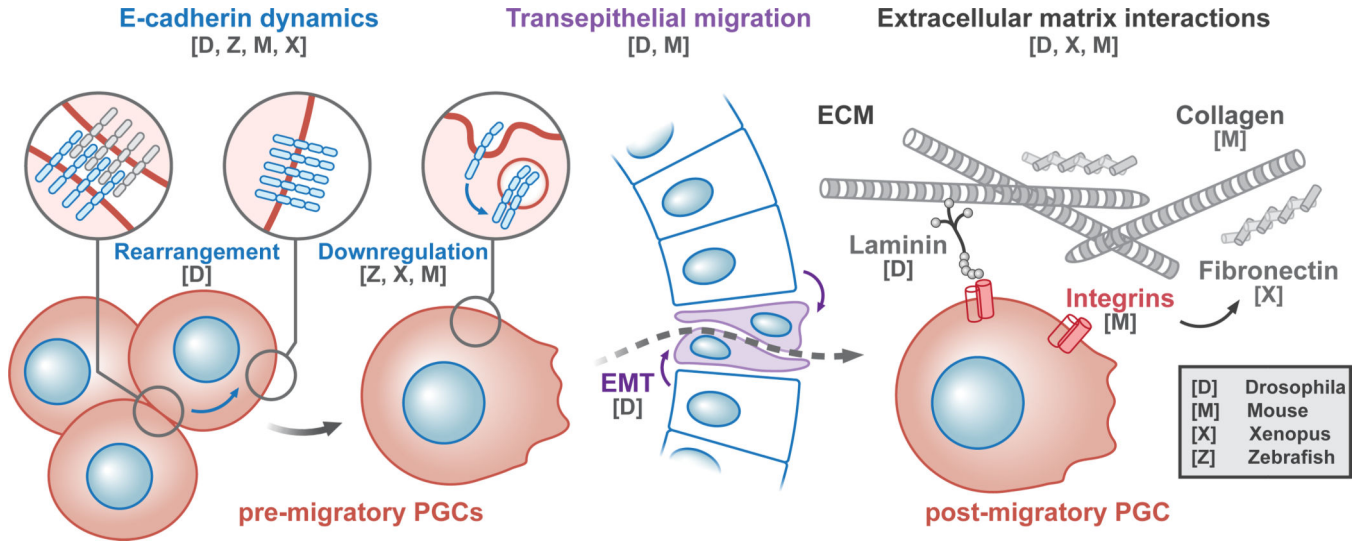 E-cadherin dynamics
[D, Z, M, X]
Transepithelial migration
[D, M]
Extracellular matrix interactions
[D, X, M]
Rearrangement
[D]
Downregulation
[Z, X, M]
pre-migratory PGCs
EMT
[D]
ECM
Collagen
[M]
Laminin
[D]
Fibronectin
[X]
Integrins
[M]
post-migratory PGC
[D] Drosophila
[M] Mouse
[X] Xenopus
[Z] Zebrafish